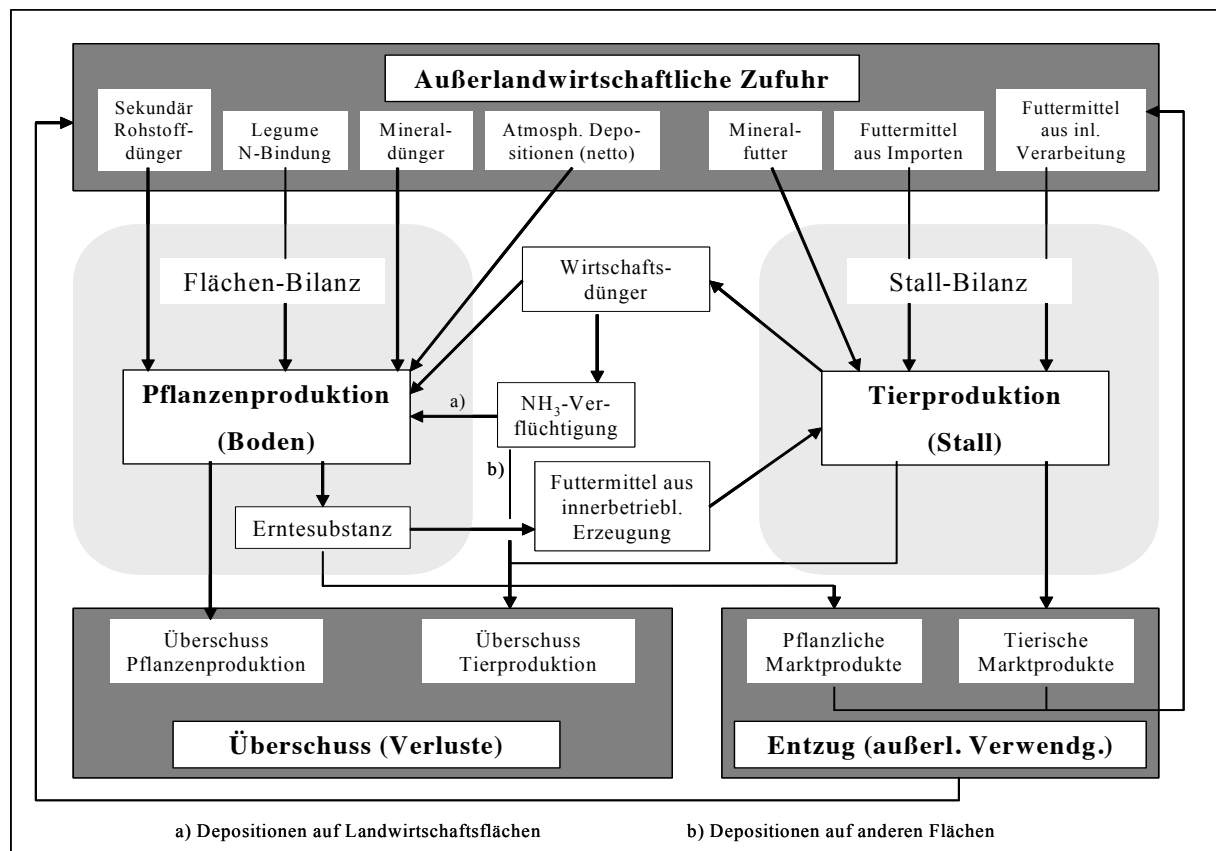 Außerlandwirtschaftliche Zufuhr
Sekundär
Rohstoff-
dünger
Legume
N-Bindung
Mineral-
dünger
Atmosph. Depo-
sitionen (netto)
Mineral-
futter
Futtermittel
aus Importen
Futtermittel
aus inl.
Verarbeitung
Flächen-Bilanz
Wirtschafts-
dünger
Stall-Bilanz
Pflanzenproduktion
(Boden)
a)
NH₃-Ver-
flüchtigung
Tierproduktion
(Stall)
b)
Erntesubstanz
Futtermittel aus
innerbetriebl.
Erzeugung
Überschuss
Pflanzenproduktion
Überschuss
Tierproduktion
Pflanzliche
Marktprodukte
Tierische
Marktprodukte
Überschuss (Verluste)
Entzug (außerl. Verwendg.)
a) Depositionen auf Landwirtschaftsflächen
b) Depositionen auf anderen Flächen